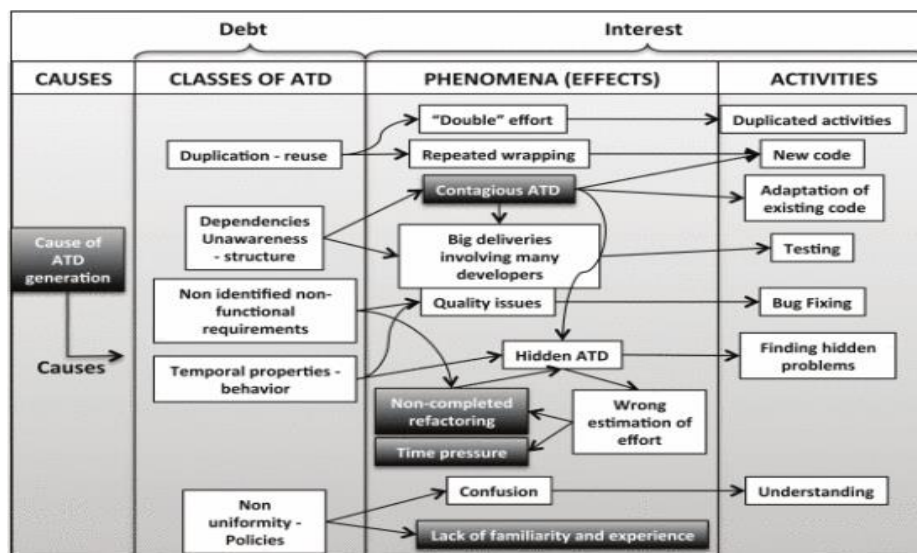 Debt
Interest
CAUSES
CLASSES OF ATD
PHENOMENA (EFFECTS)
ACTIVITIES
Cause of
ATD
generation
Causes
Duplication - reuse
Dependencies
Unawareness
- structure
Non identified non-
functional
requirements
Temporal properties -
behavior
Non
uniformity -
Policies
"Double" effort
Repeated wrapping
Contagious ATD
Big deliveries
involving many
developers
Quality issues
Hidden ATD
Non-completed
refactoring
Wrong
estimation of
effort
Time pressure
Confusion
Lack of familiarity and experience
Duplicated activities
New code
Adaptation of
existing code
Testing
Bug Fixing
Finding hidden
problems
Understanding